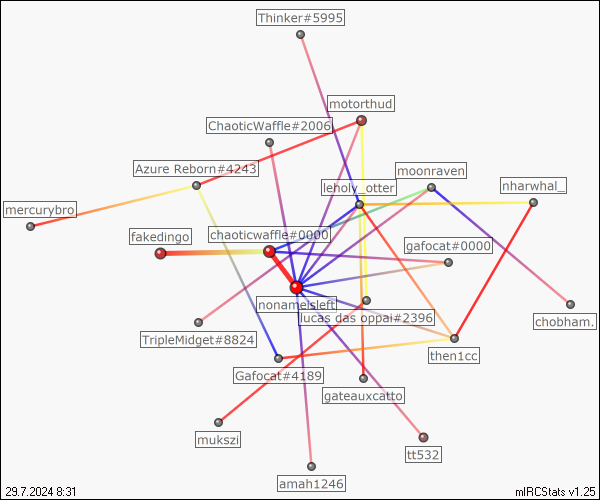 Thinker#5995
motorthud
ChaoticWaffle#2006
Azure Reborn#4243
moonraven
leholy_otter
nharwhal_
mercurybro
fakedingo
chaoticwaffle#0000
gafocat#0000
nonameisleft
lucas das oppai#2396
chobham.
TripleMidget#8824
then1cc
Gafocat#4189
gateauxcatto
mukszi
tt532
amah1246
29.7.2024 8:31
mIRCStats v1.25